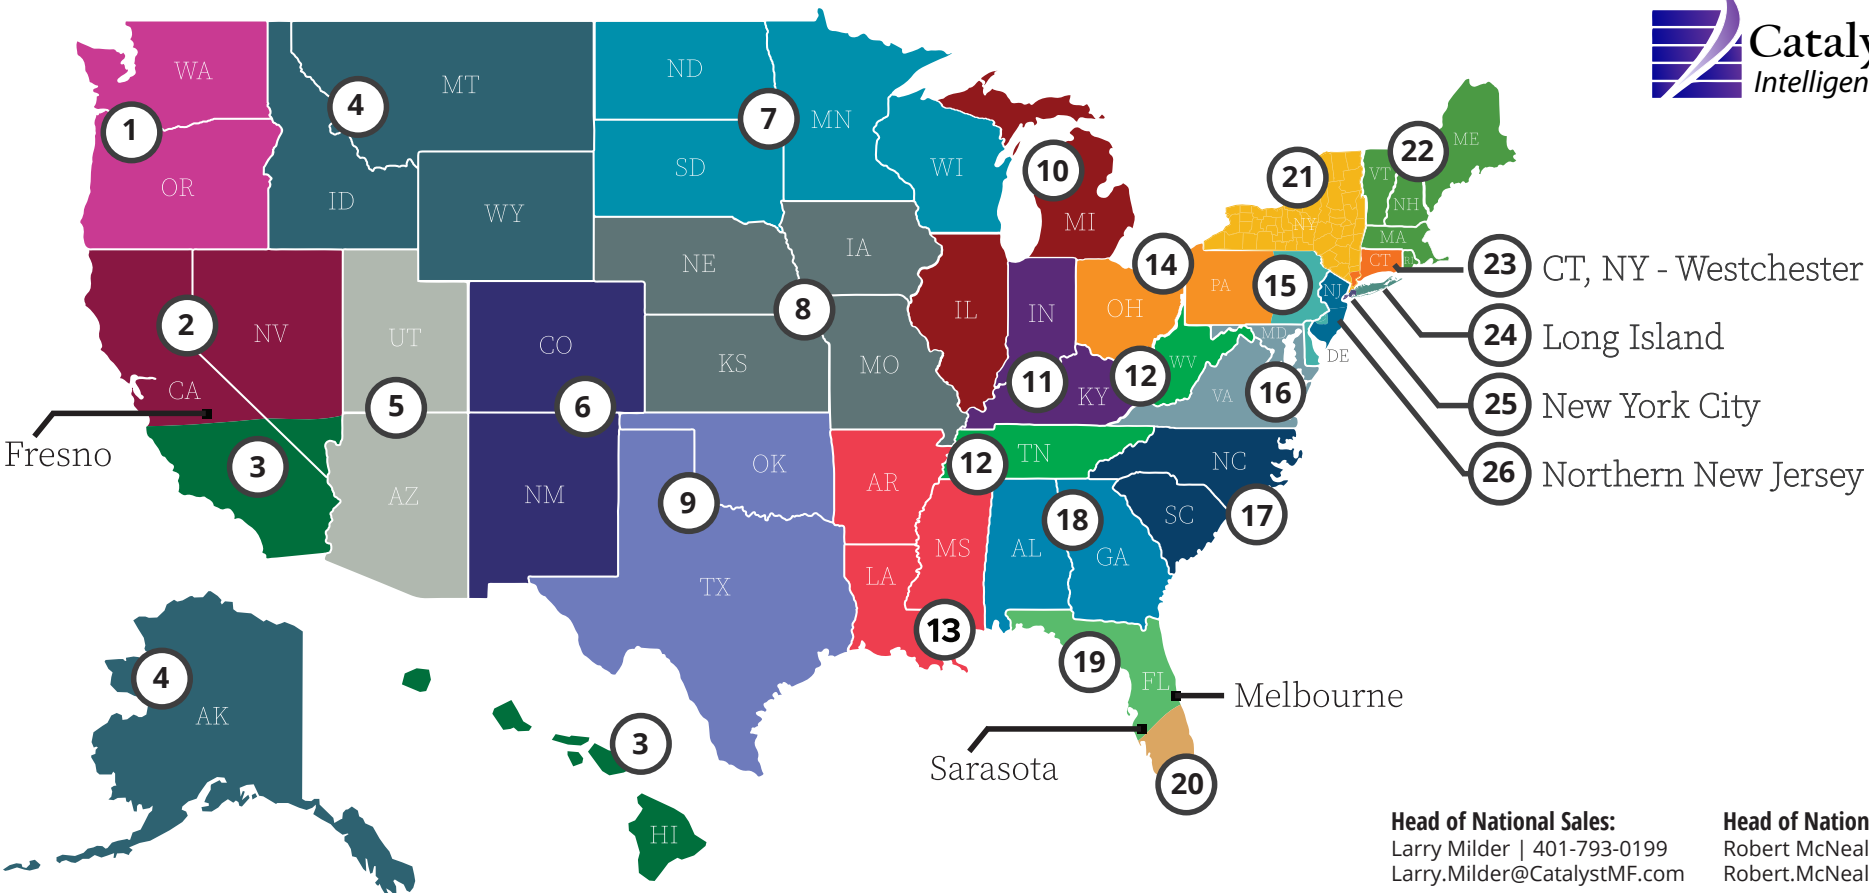 Cataly
Intelligen
WA
MT
ND
MN
4
1
7
ME
OR
SD
WI
10
21
22
VT
ID
WY
NH
MI
NY
MA
IA
NE
14
CT
RI
23 CT, NY - Westchester
2
NV
UT
CO
8
IL
IN
OH
PA
15
NJ
24 Long Island
KS
MO
MD
DE
CA
5
6
11
KY
12
WV
VA
16
25 New York City
Fresno
3
AZ
NM
9
OK
AR
12
TN
NC
26 Northern New Jersey
18
SC
17
TX
LA
MS
AL
GA
13
4
AK
19
FL
Melbourne
3
Sarasota
20
HI
Head of National Sales:
Larry Milder | 401-793-0199
Larry.Milder@CatalystMF.com
Head of Nation
Robert McNeal
Robert.McNeal